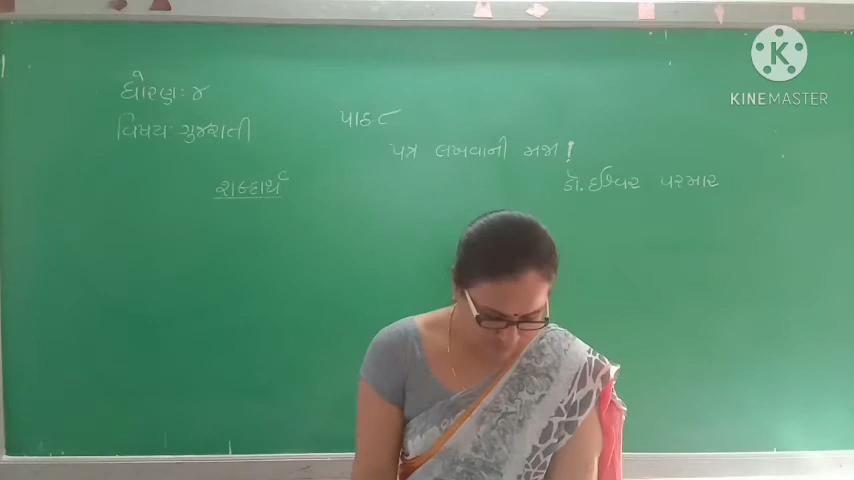 ધોરણ: ૪
વિષય: ગુજરાતી
પાઠ-૮
પત્ર લખવાની મજા!
ડૉ. ઈશ્વર પરમાર
શબ્દાર્થ
K
KINEMASTER